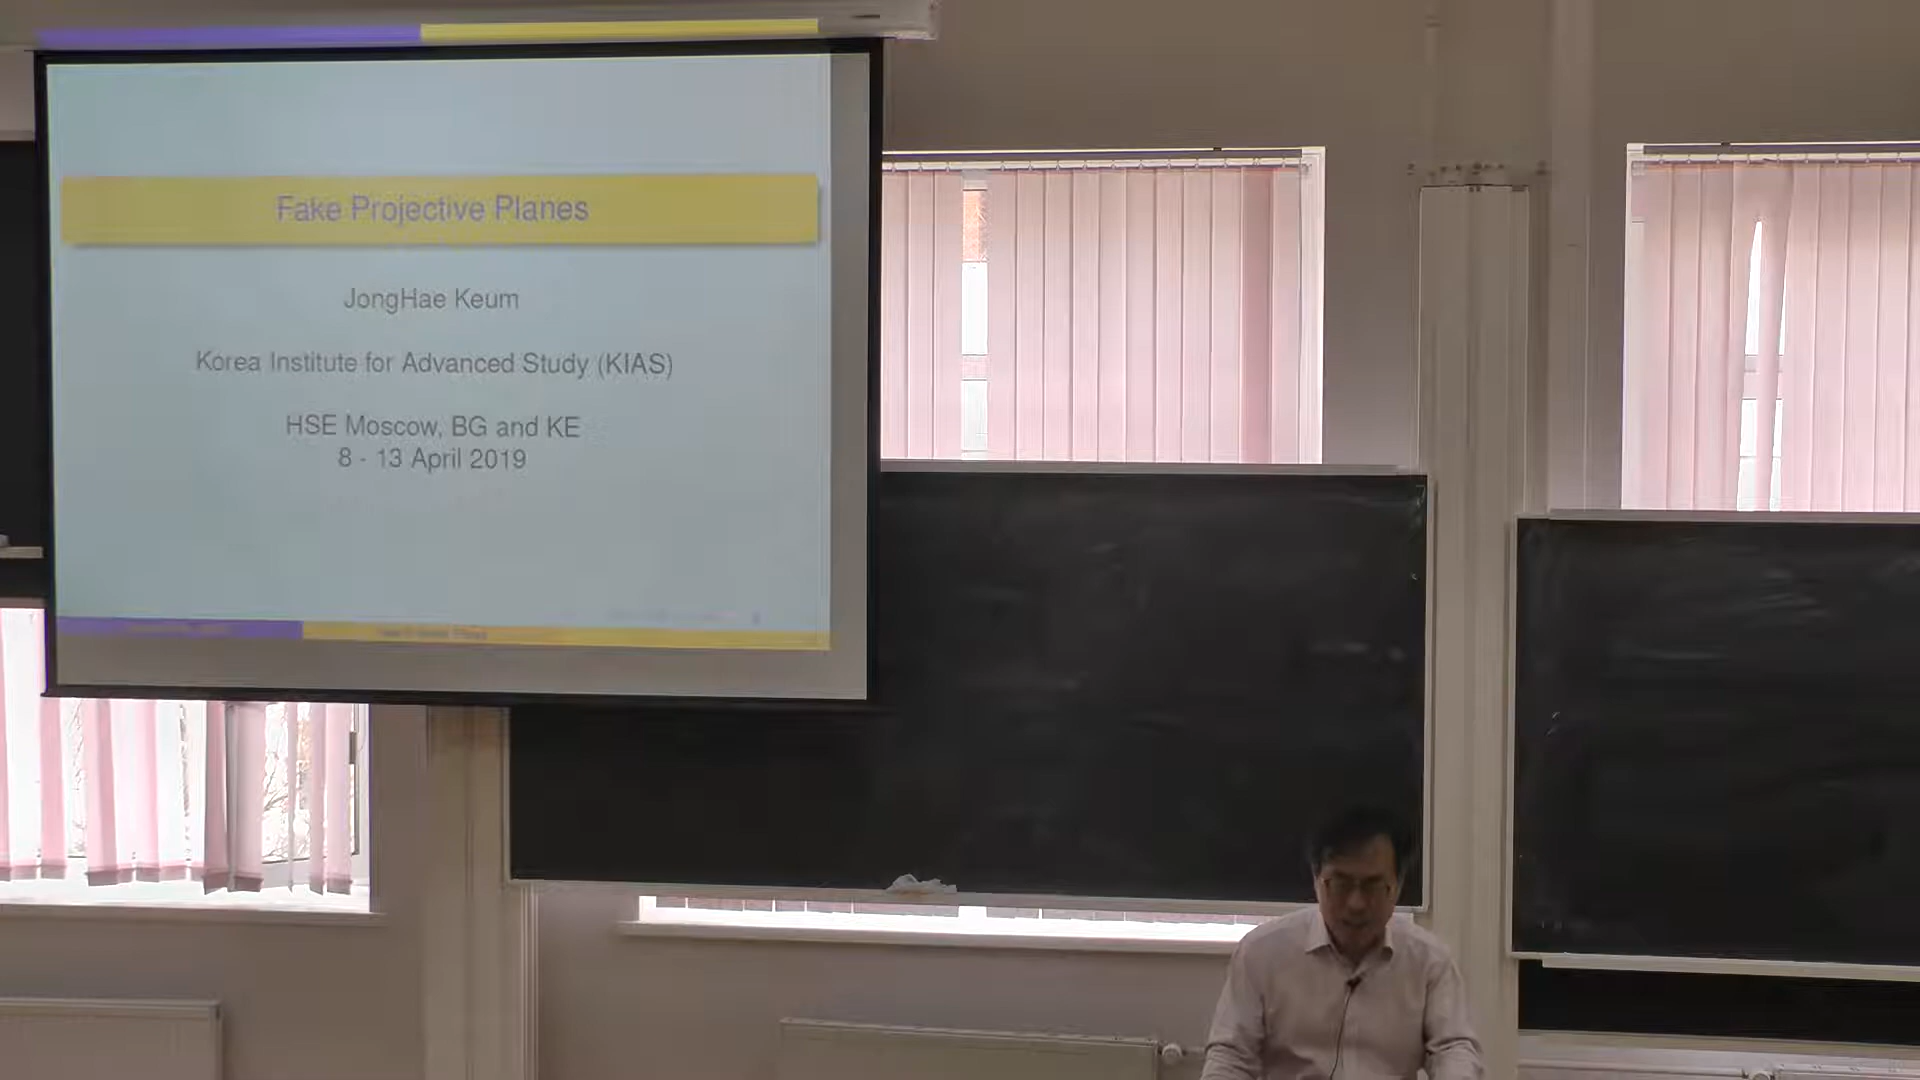 Fake Projective Planes
JongHae Keum
Korea Institute for Advanced Study (KIAS)
HSE Moscow, BG and KE
8 - 13 April 2019